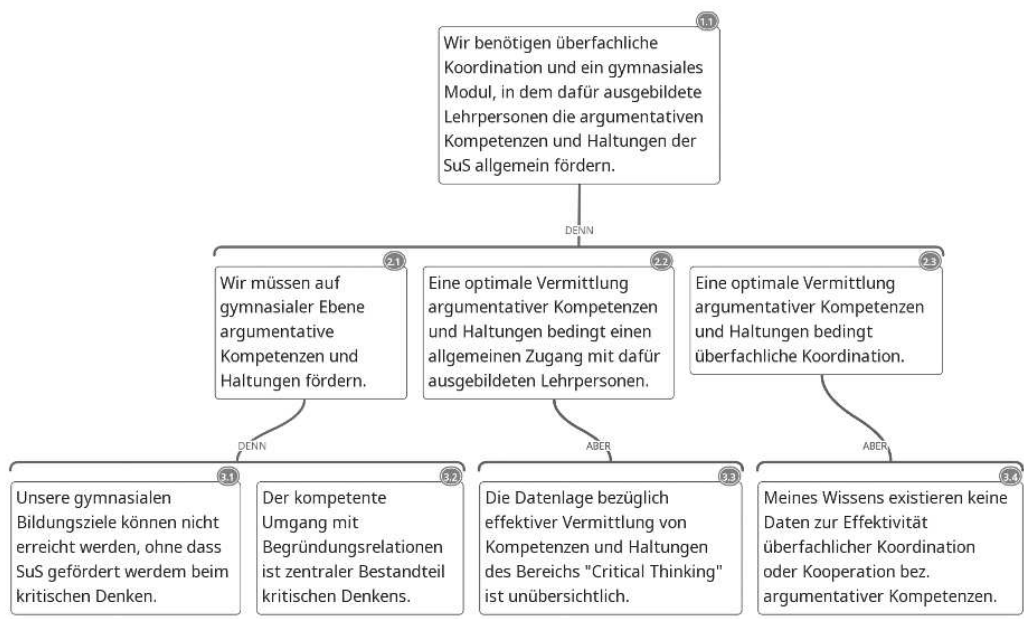 1.1
Wir benötigen überfachliche
Koordination und ein gymnasiales
Modul, in dem dafür ausgebildete
Lehrpersonen die argumentativen
Kompetenzen und Haltungen der
SuS allgemein fördern.
DENN
2.1
Wir müssen auf
gymnasialer Ebene
argumentative
Kompetenzen und
Haltungen fördern.
2.2
Eine optimale Vermittlung
argumentativer Kompetenzen
und Haltungen bedingt einen
allgemeinen Zugang mit dafür
ausgebildeten Lehrpersonen.
2.3
Eine optimale Vermittlung
argumentativer Kompetenzen
und Haltungen bedingt
überfachliche Koordination.
DENN
ABER
ABER
3.1
Unsere gymnasialen
Bildungsziele können nicht
erreicht werden, ohne dass
SuS gefördert werdem beim
kritischen Denken.
3.2
Der kompetente
Umgang mit
Begründungsrelationen
ist zentraler Bestandteil
kritischen Denkens.
3.3
Die Datenlage bezüglich
effektiver Vermittlung von
Kompetenzen und Haltungen
des Bereichs "Critical Thinking"
ist unübersichtlich.
3.4
Meines Wissens existieren keine
Daten zur Effektivität
überfachlicher Koordination
oder Kooperation bez.
argumentativer Kompetenzen.